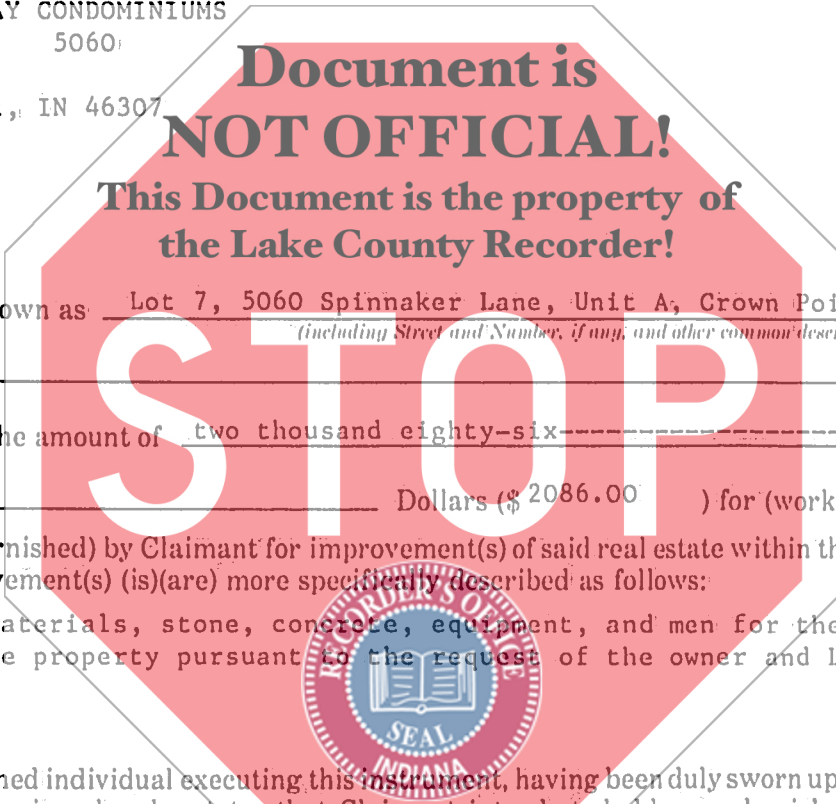 AY CONDOMINIUMS
5060
, IN 46307
Document is
NOT OFFICIAL!
This Document is the property of
the Lake County Recorder!
own as Lot 7, 5060 Spinnaker Lane, Unit A, Crown Poi
(including Street and Number, if any, and other common descr
STOP
he amount of two thousand eighty-six
Dollars ($ 2086.00 ) for (work
nished) by Claimant for improvement(s) of said real estate within th
ement(s) (is)(are) more specifically described as follows:
aterials, stone, concrete, equipment, and men for the
e property pursuant to the request of the owner and L
RECORDER'S OFFICE
SEAL
INDIANA
ned individual executing this instrument, having been duly sworn up